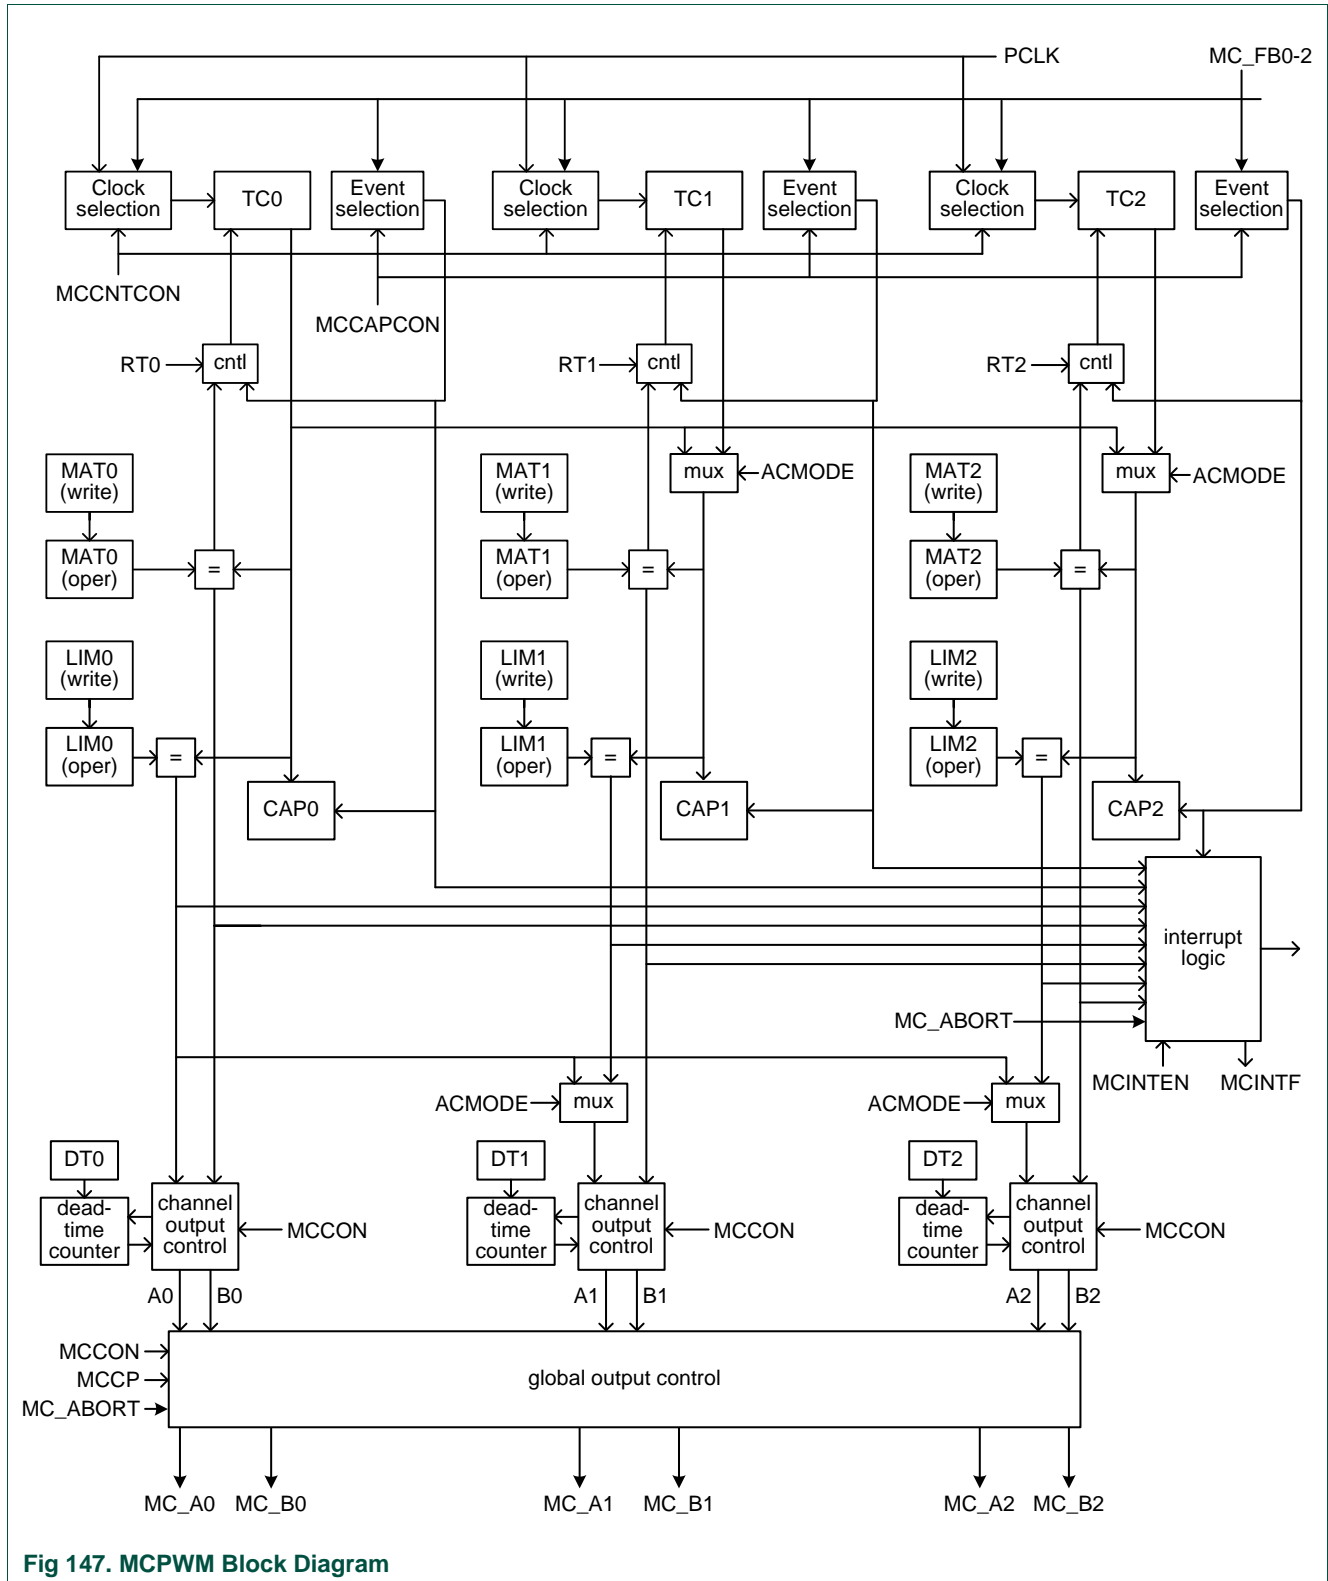 PCLK
MC_FB0-2
Clock
selection
TC0
Event
selection
Clock
selection
TC1
Event
selection
Clock
selection
TC2
Event
selection
MCCNTCON
MCCAPCON
RT0
cntl
RT1
cntl
RT2
cntl
MAT0
(write)
MAT1
(write)
mux
ACMODE
MAT2
(write)
mux
ACMODE
MAT0
(oper)
=
MAT1
(oper)
=
MAT2
(oper)
=
LIM0
(write)
LIM1
(write)
LIM2
(write)
LIM0
(oper)
=
LIM1
(oper)
=
LIM2
(oper)
=
CAP0
CAP1
CAP2
interrupt
logic
MC_ABORT
MCINTEN
MCINTF
ACMODE
mux
ACMODE
mux
DT0
DT1
DT2
dead-
time
counter
channel
output
control
MCCON
dead-
time
counter
channel
output
control
MCCON
dead-
time
counter
channel
output
control
MCCON
A0
B0
A1
B1
A2
B2
MCCON
MCCP
MC_ABORT
global output control
MC_A0
MC_B0
MC_A1
MC_B1
MC_A2
MC_B2
Fig 147. MCPWM Block Diagram